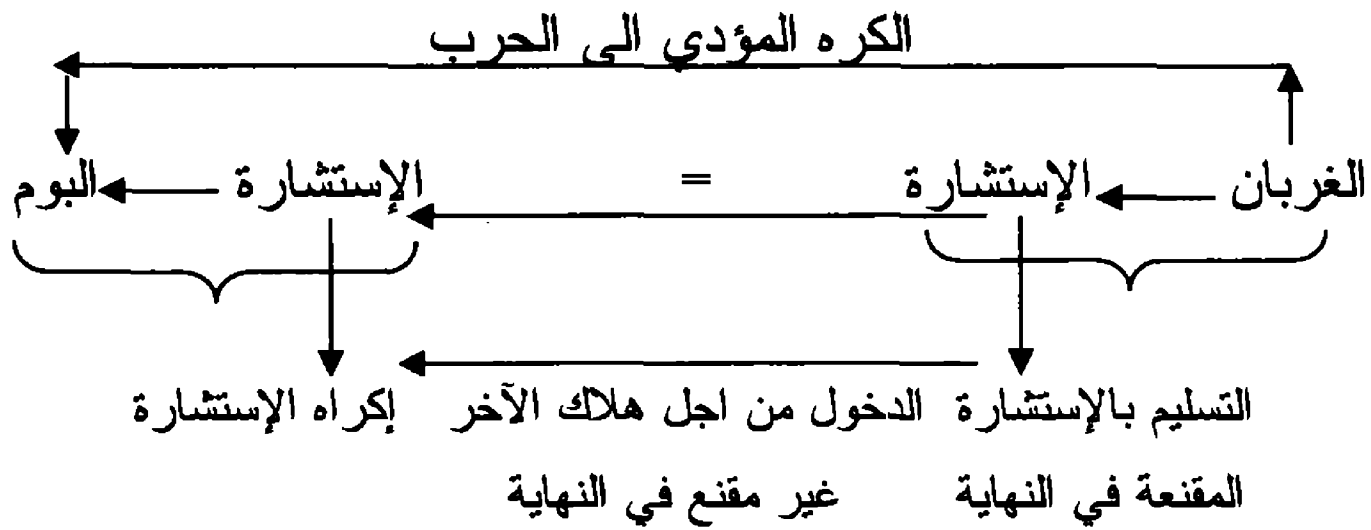 الكره المؤدي الى الحرب
الغربان الإستشارة = الإستشارة البوم
التسليم بالإستشارة الدخول من اجل هلاك الآخر إكراه الإستشارة
المقنعة في النهاية غير مقنع في النهاية